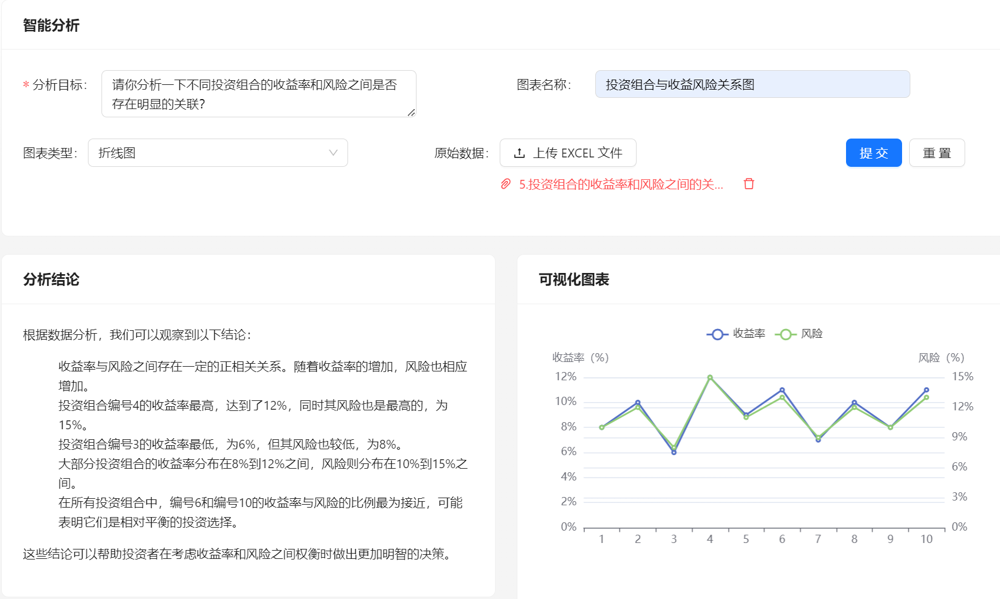 智能分析
* 分析目标：
请你分析一下不同投资组合的收益率和风险之间是否
存在明显的关联?
图表名称：
投资组合与收益风险关系图
图表类型：
折线图
原始数据：
上传 EXCEL 文件
提 交
重 置
5.投资组合的收益率和风险之间的关...
分析结论
根据数据分析，我们可以观察到以下结论：
收益率与风险之间存在一定的正相关关系。随着收益率的增加，风险也相应
增加。
投资组合编号4的收益率最高，达到了12%，同时其风险也是最高的，为
15%。
投资组合编号3的收益率最低，为6%，但其风险也较低，为8%。
大部分投资组合的收益率分布在8%到12%之间，风险则分布在10%到15%之
间。
在所有投资组合中，编号6和编号10的收益率与风险的比例最为接近，可能
表明它们是相对平衡的投资选择。
这些结论可以帮助投资者在考虑收益率和风险之间权衡时做出更加明智的决策。
可视化图表
收益率 风险
收益率（%）
风险（%）
12%
10%
8%
6%
4%
2%
0%
15%
12%
9%
6%
3%
0%
1 2 3 4 5 6 7 8 9 10